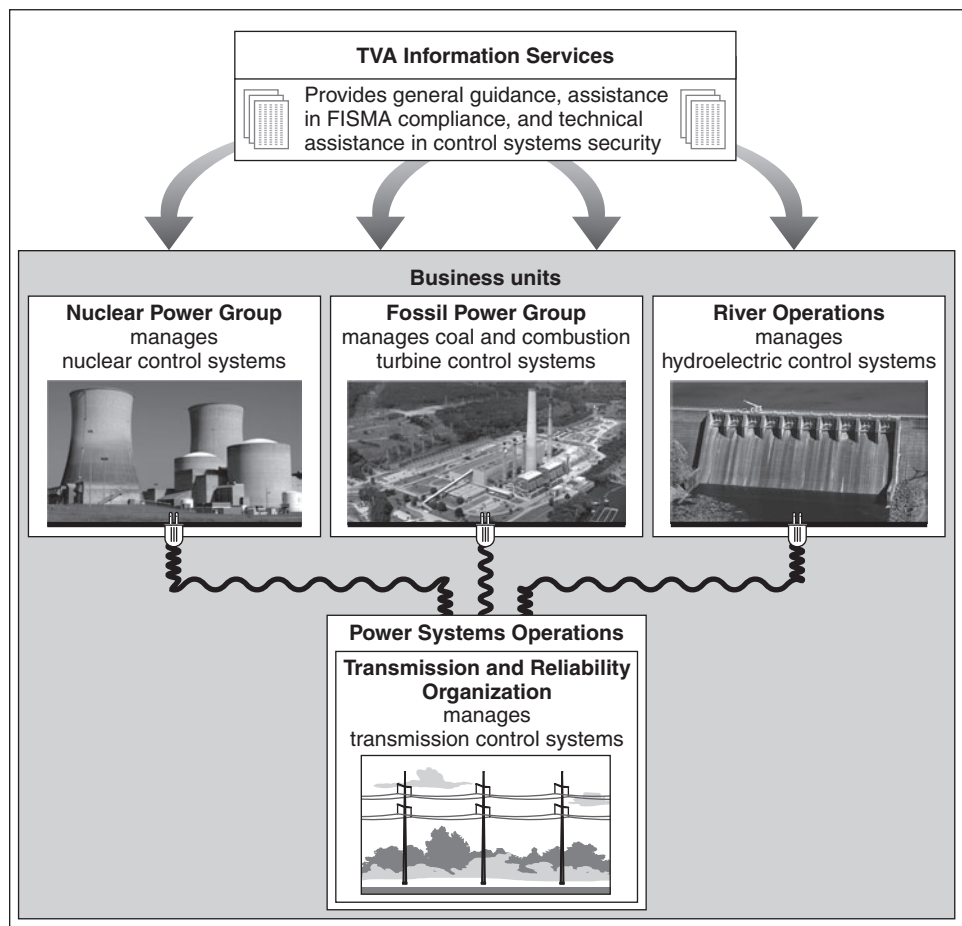 TVA Information Services
Provides general guidance, assistance
in FISMA compliance, and technical
assistance in control systems security
Business units
Nuclear Power Group
manages
nuclear control systems
Fossil Power Group
manages coal and combustion
turbine control systems
River Operations
manages
hydroelectric control systems
Power Systems Operations
Transmission and Reliability
Organization
manages
transmission control systems